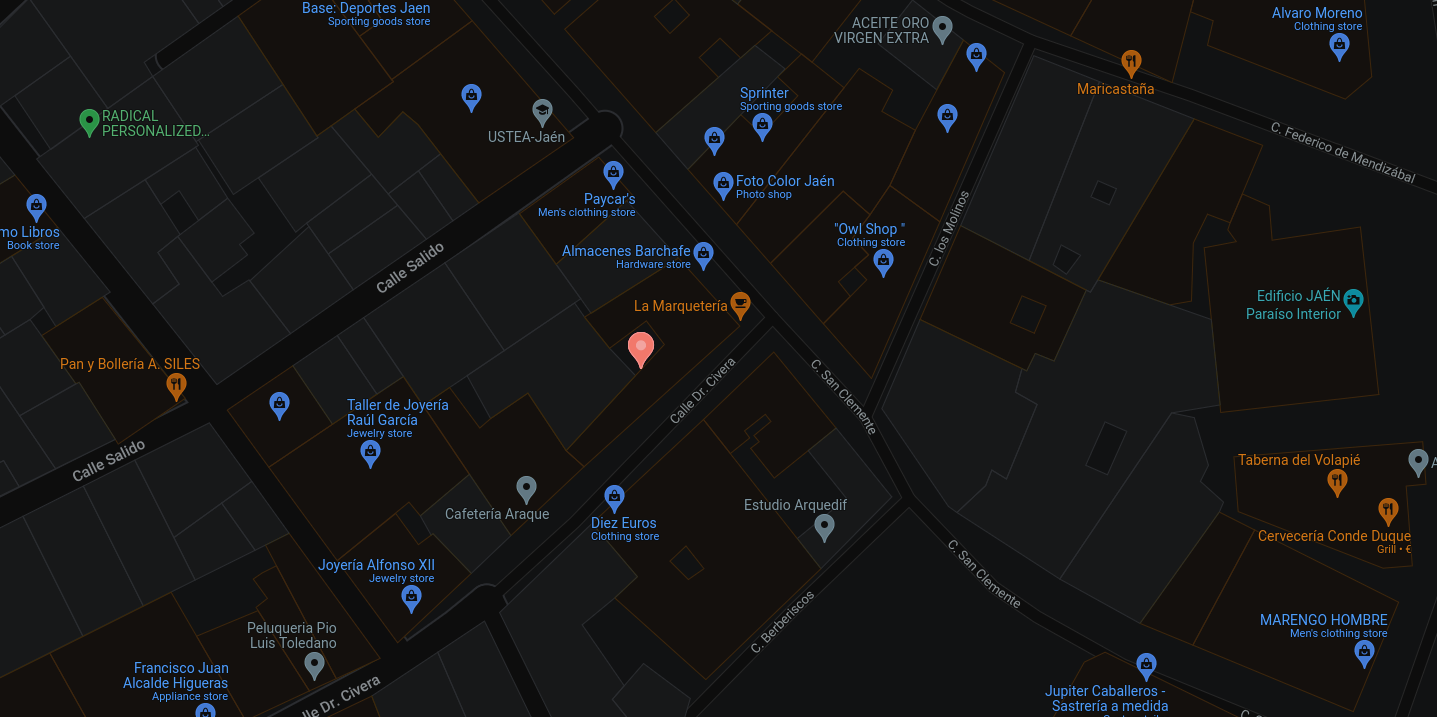 Base: Deportes Jaen
Sporting goods store
ACEITE ORO
VIRGEN EXTRA
Alvaro Moreno
Clothing store
Maricastaña
Sprinter
Sporting goods store
RADICAL
PERSONALIZED...
USTEA-Jaén
C. Federico de Mendizábal
Foto Color Jaén
Photo shop
Paycar's
Men's clothing store
mo Libros
Book store
"Owl Shop "
Clothing store
C. los Molinos
Almacenes Barchafe
Hardware store
Calle Salido
La Marquetería
Edificio JAÉN
Paraíso Interior
Pan y Bollería A. SILES
Calle Dr. Civera
C. San Clemente
Taller de Joyería
Raúl García
Jewelry store
Calle Salido
Taberna del Volapié
A
Cafetería Araque
Estudio Arquedif
Diez Euros
Clothing store
Cervecería Conde Duque
Grill • €
Joyería Alfonso XII
Jewelry store
C. San Clemente
C. Berberiscos
Peluqueria Pio
Luis Toledano
MARENGO HOMBRE
Men's clothing store
Francisco Juan
Alcalde Higueras
Appliance store
lle Dr. Civera
Jupiter Caballeros -
Sastrería a medida